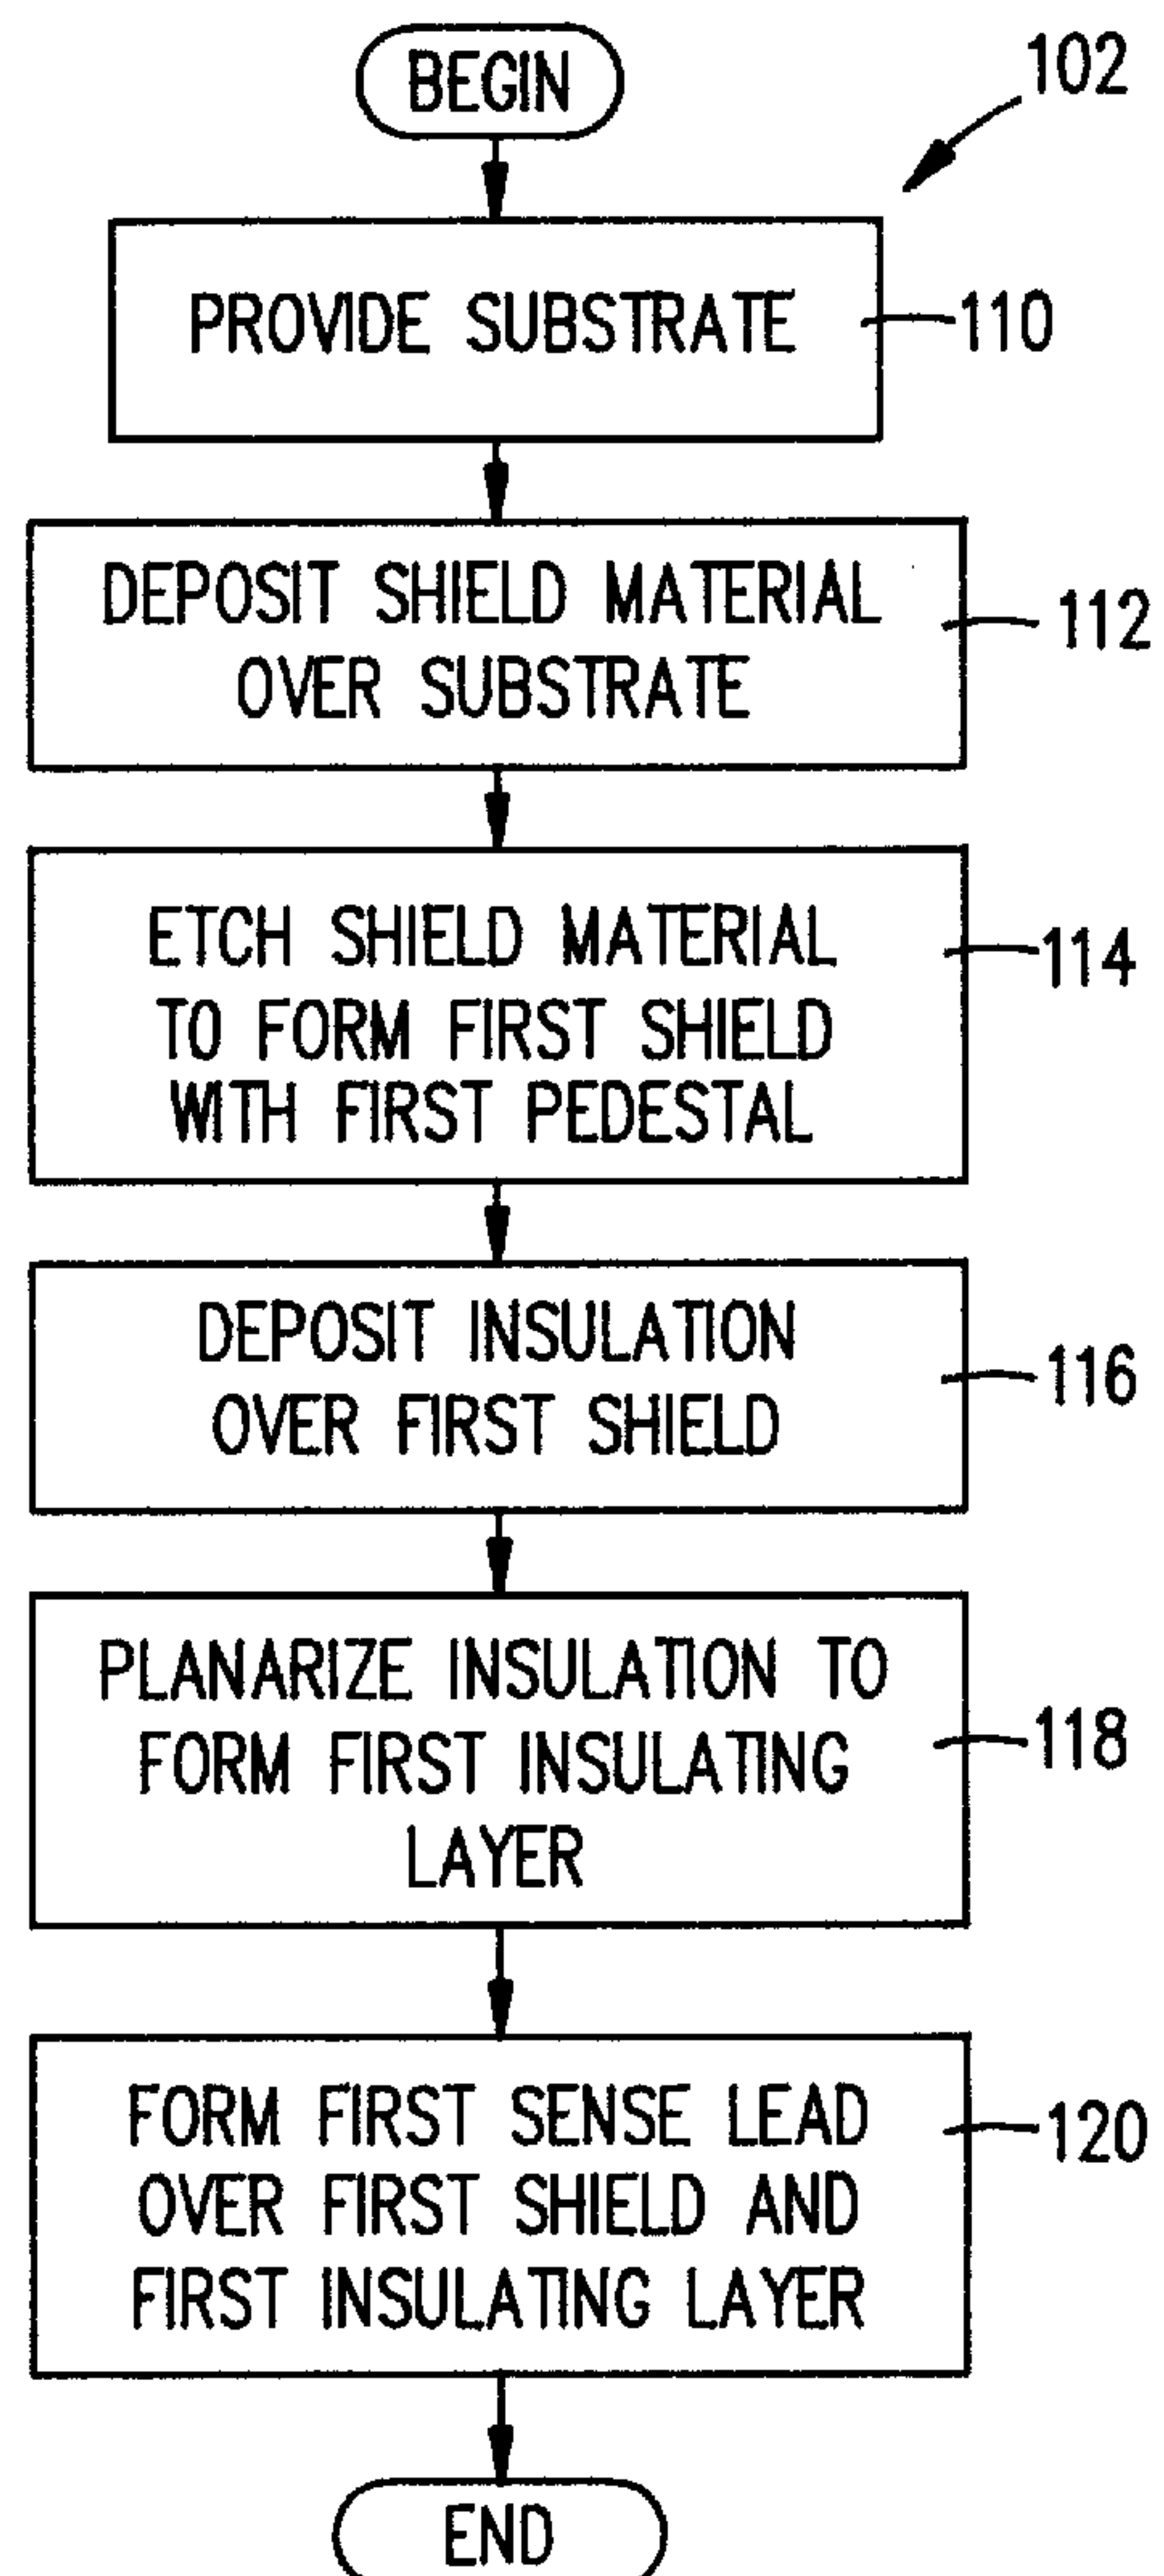 BEGIN
102
PROVIDE SUBSTRATE
110
DEPOSIT SHIELD MATERIAL
OVER SUBSTRATE
112
ETCH SHIELD MATERIAL
TO FORM FIRST SHIELD
WITH FIRST PEDESTAL
114
DEPOSIT INSULATION
OVER FIRST SHIELD
116
PLANARIZE INSULATION TO
FORM FIRST INSULATING
LAYER
118
FORM FIRST SENSE LEAD
OVER FIRST SHIELD AND
FIRST INSULATING LAYER
120
END